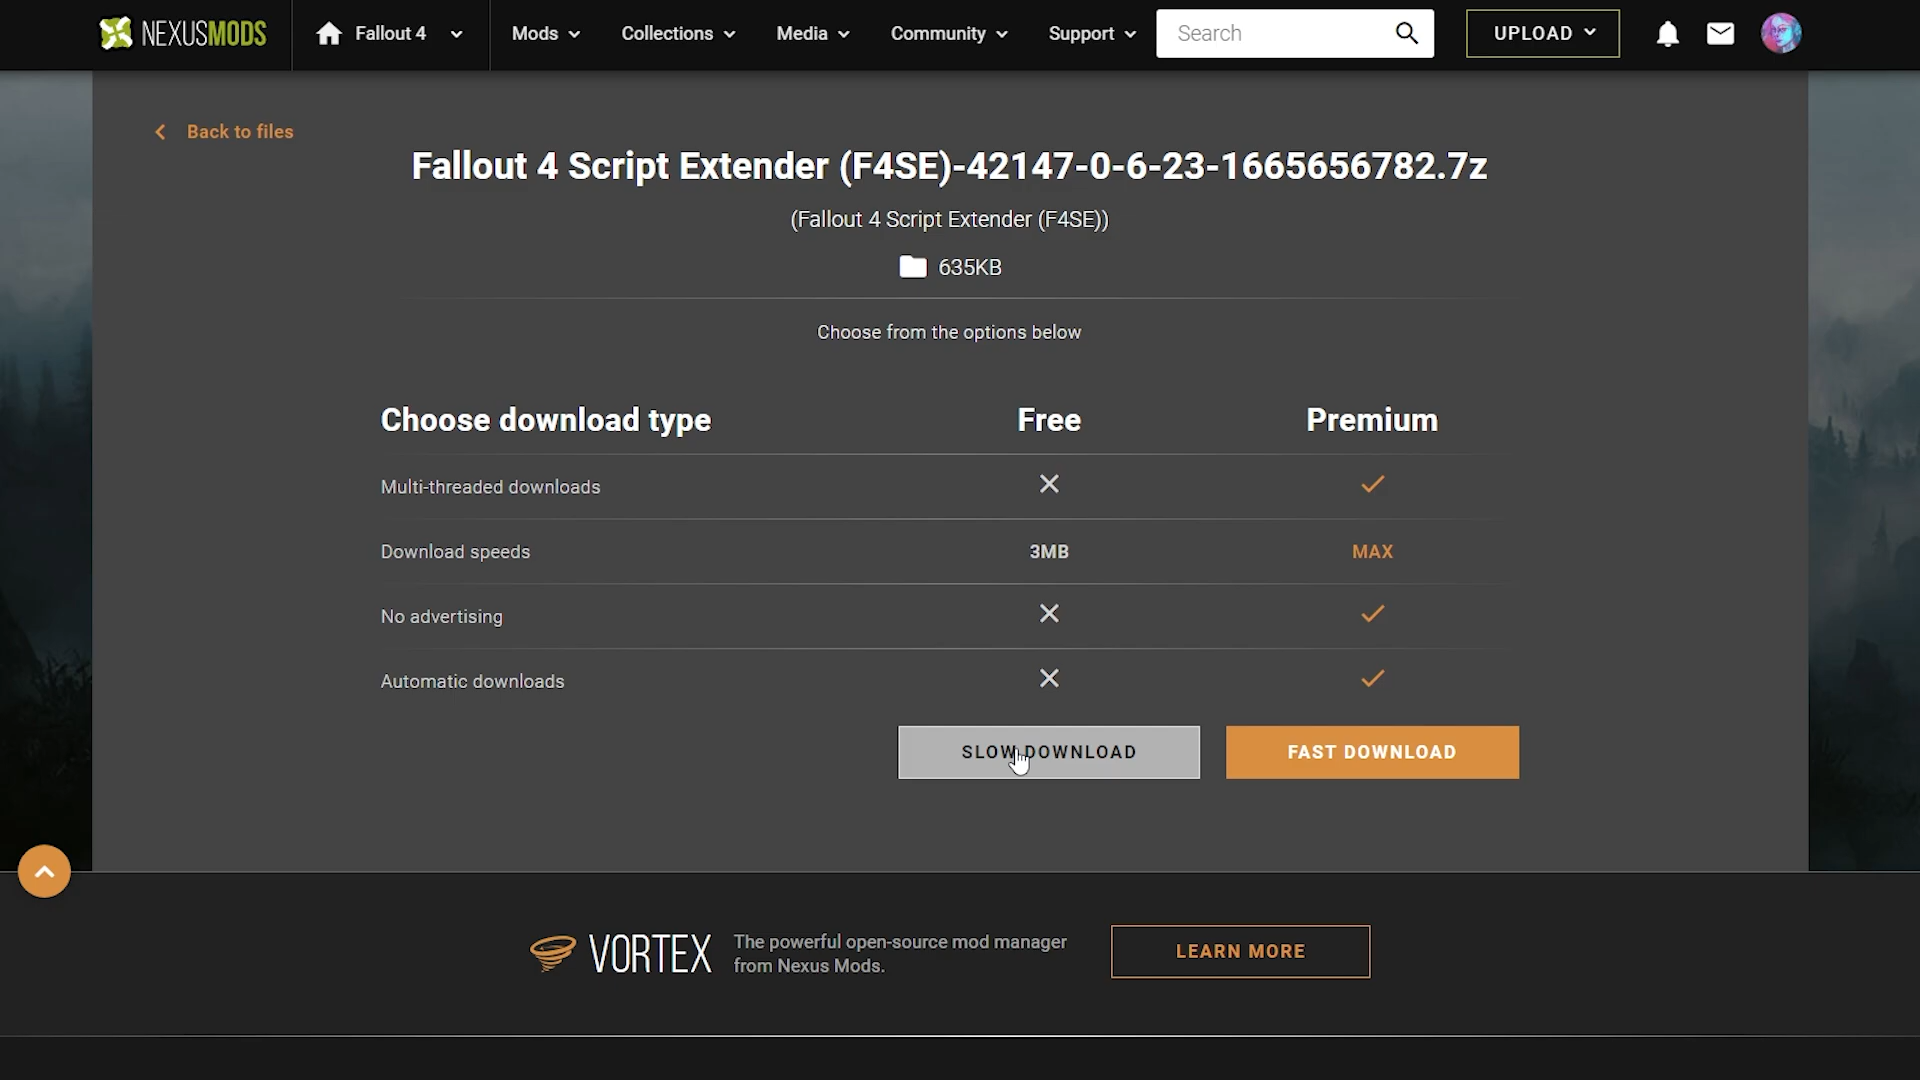 NEXUSMODS
Fallout 4
Mods
Collections
Media
Community
Support
Search
UPLOAD
Back to files
Fallout 4 Script Extender (F4SE)-42147-0-6-23-1665656782.7z
(Fallout 4 Script Extender (F4SE))
635KB
Choose from the options below
Choose download type Free Premium
Multi-threaded downloads
Download speeds 3MB MAX
No advertising
Automatic downloads
SLOW DOWNLOAD FAST DOWNLOAD
VORTEX
The powerful open-source mod manager
from Nexus Mods.
LEARN MORE